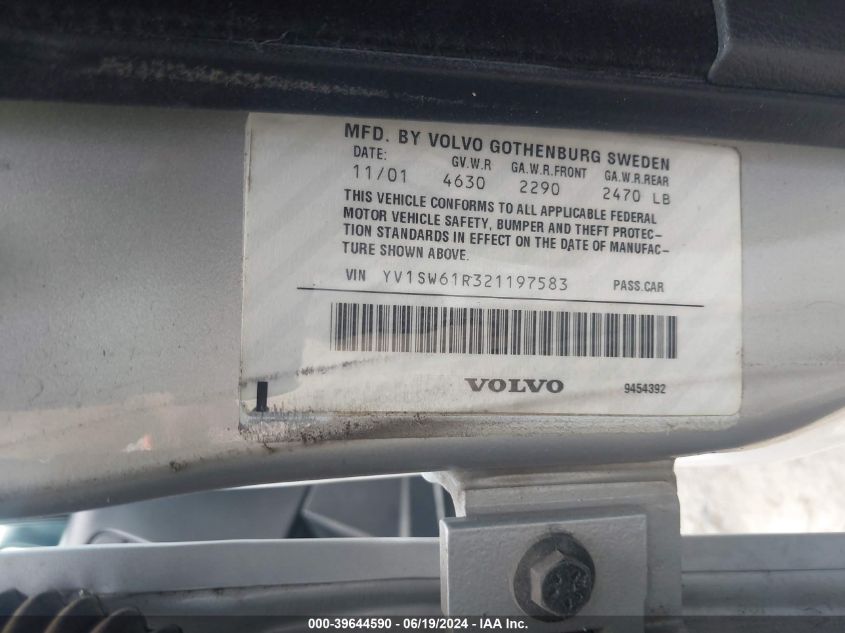 MFD. BY VOLVO GOTHENBURG SWEDEN
DATE: GV.W.R GA.W.R.FRONT GA.W.R.REAR
11/01 4630 2290 2470 LB
THIS VEHICLE CONFORMS TO ALL APPLICABLE FEDERAL
MOTOR VEHICLE SAFETY, BUMPER AND THEFT PROTEC-
TION STANDARDS IN EFFECT ON THE DATE OF MANUFAC-
TURE SHOWN ABOVE.
VIN YV1SW61R321197583 PASS.CAR
VOLVO 9454392
000-39644590 - 06/19/2024 - IAA Inc.